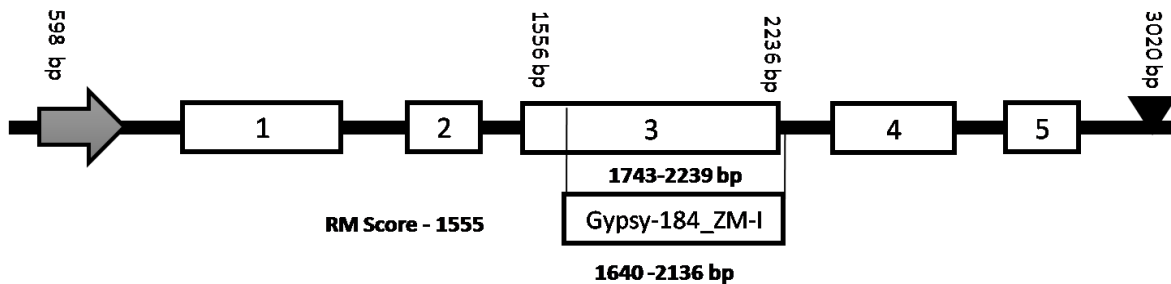 598 bp
1556 bp
2236 bp
3020 bp
1
2
3
4
5
1743-2239 bp
RM Score - 1555
Gypsy-184_ZM-I
1640 -2136 bp